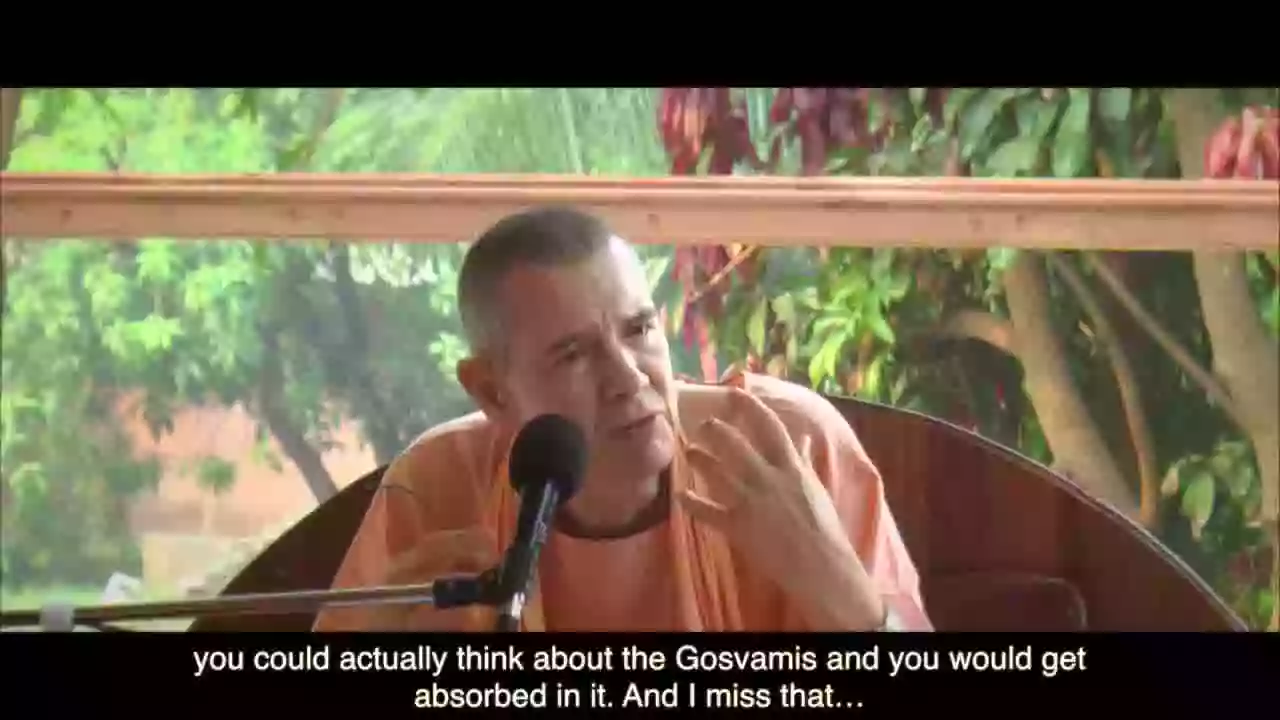 you could actually think about the Gosvamis and you would get
absorbed in it. And I miss that...